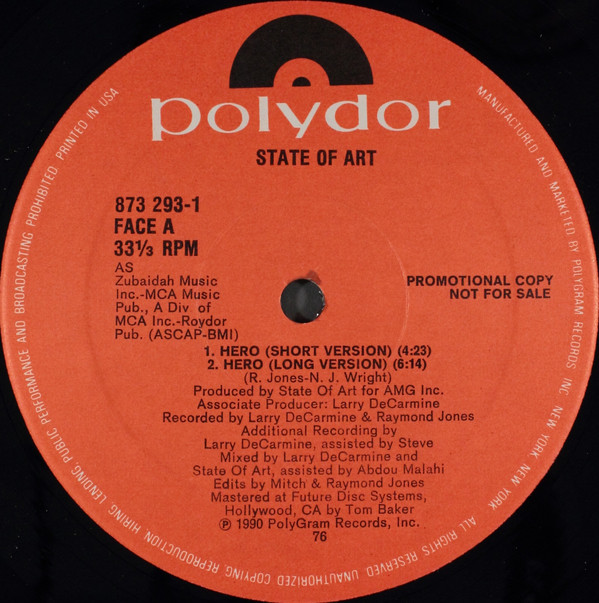 polydor
STATE OF ART
873 293-1
FACE A
33⅓ RPM
AS
Zubaidah Music
Inc.-MCA Music
Pub., A Div of
MCA Inc.-Roydor
Pub. (ASCAP-BMI)
PROMOTIONAL COPY
NOT FOR SALE
1. HERO (SHORT VERSION) (4:23)
2. HERO (LONG VERSION) (6:14)
(R. Jones-N. J. Wright)
Produced by State Of Art for AMG Inc.
Associate Producer: Larry DeCarmine
Recorded by Larry DeCarmine & Raymond Jones
Additional Recording by
Larry DeCarmine, assisted by Steve
Mixed by Larry DeCarmine and
State Of Art, assisted by Abdou Malahi
Edits by Mitch & Raymond Jones
Mastered at Future Disc Systems,
Hollywood, CA by Tom Baker
℗ 1990 PolyGram Records, Inc.
76
MANUFACTURED AND MARKETED BY POLYGRAM RECORDS INC. NEW YORK, NEW YORK. ALL RIGHTS RESERVED. UNAUTHORIZED COPYING, REPRODUCTION, HIRING, LENDING, PUBLIC PERFORMANCE AND BROADCASTING PROHIBITED. PRINTED IN USA